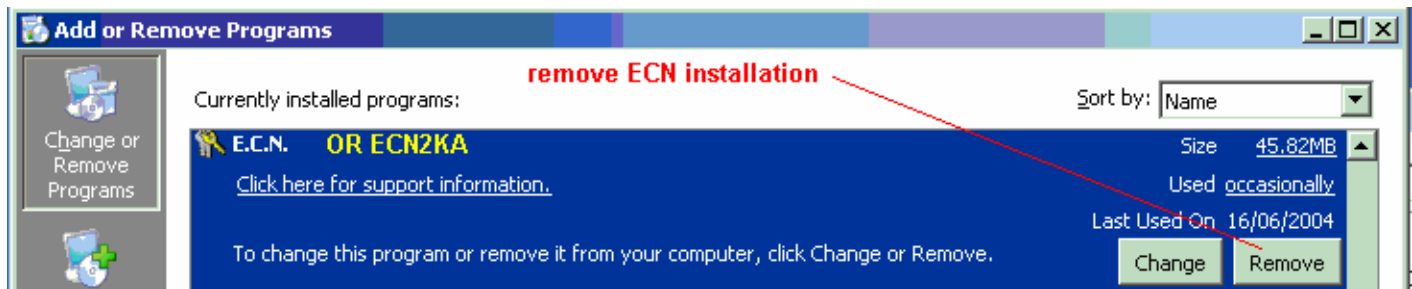 Add or Remove Programs
remove ECN installation
Currently installed programs:
Sort by: Name
Change or
Remove
Programs
E.C.N. OR ECN2KA
Size 45.82MB
Click here for support information.
Used occasionally
Last Used On 16/06/2004
To change this program or remove it from your computer, click Change or Remove.
Change Remove